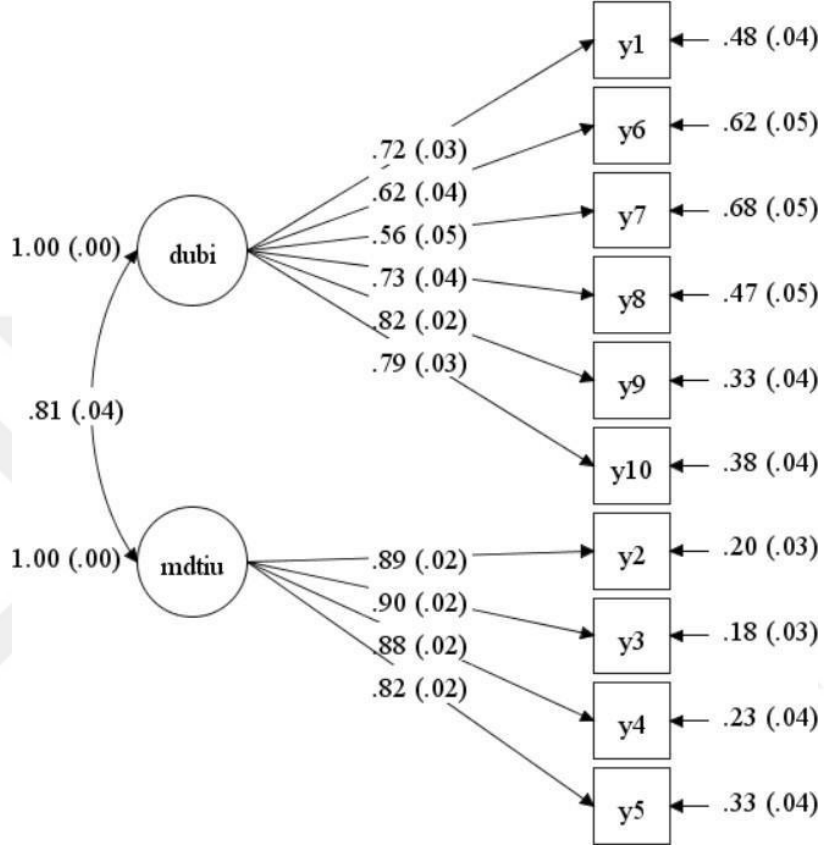 y1
.48 (.04)
y6
.62 (.05)
.72 (.03)
.62 (.04)
y7
.68 (.05)
.56 (.05)
1.00 (.00)
dubi
.73 (.04)
y8
.47 (.05)
.82 (.02)
.79 (.03)
y9
.33 (.04)
.81 (.04)
y10
.38 (.04)
1.00 (.00)
mdtiu
.89 (.02)
y2
.20 (.03)
.90 (.02)
y3
.18 (.03)
.88 (.02)
.82 (.02)
y4
.23 (.04)
y5
.33 (.04)